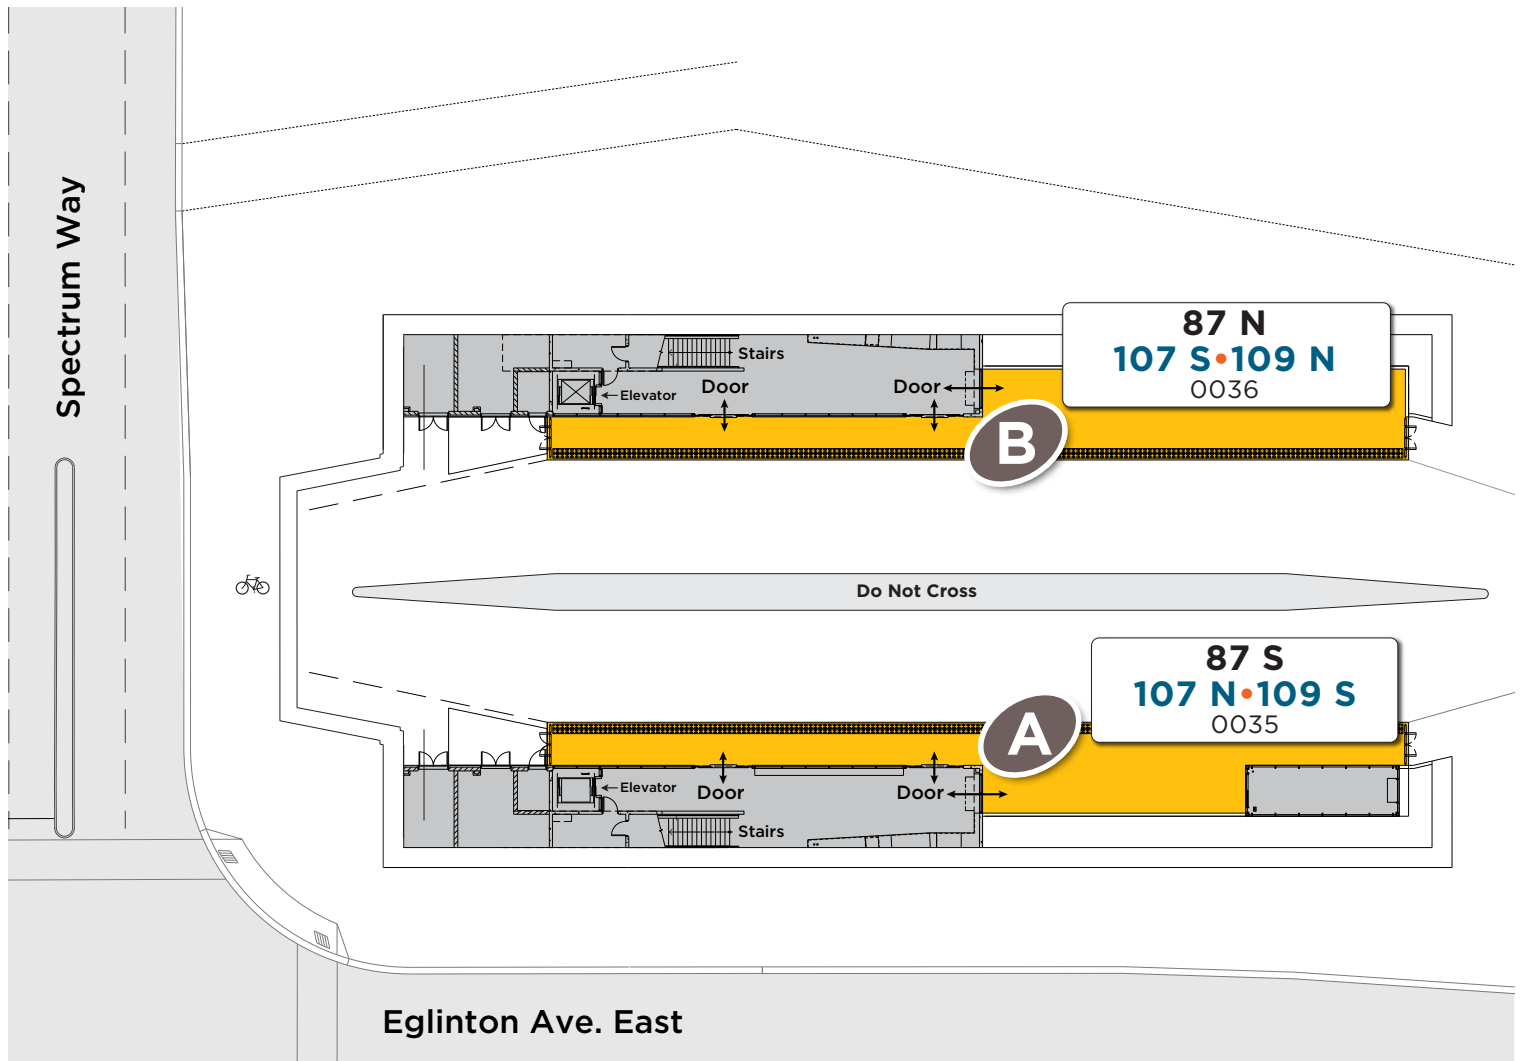 Spectrum Way
87 N
107 S•109 N
0036
Stairs
Elevator
Door
Door
B
Do Not Cross
87 S
107 N•109 S
0035
A
Elevator
Door
Door
Stairs
Eglinton Ave. East